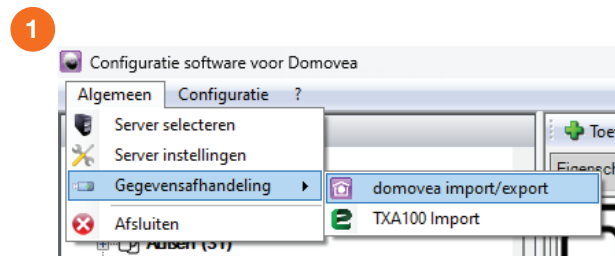 1
Configuratie software voor Domovea
Algemeen Configuratie ?
Server selecteren
Server instellingen
Gegevensafhandeling
Afsluiten
domovea import/export
TXA100 Import